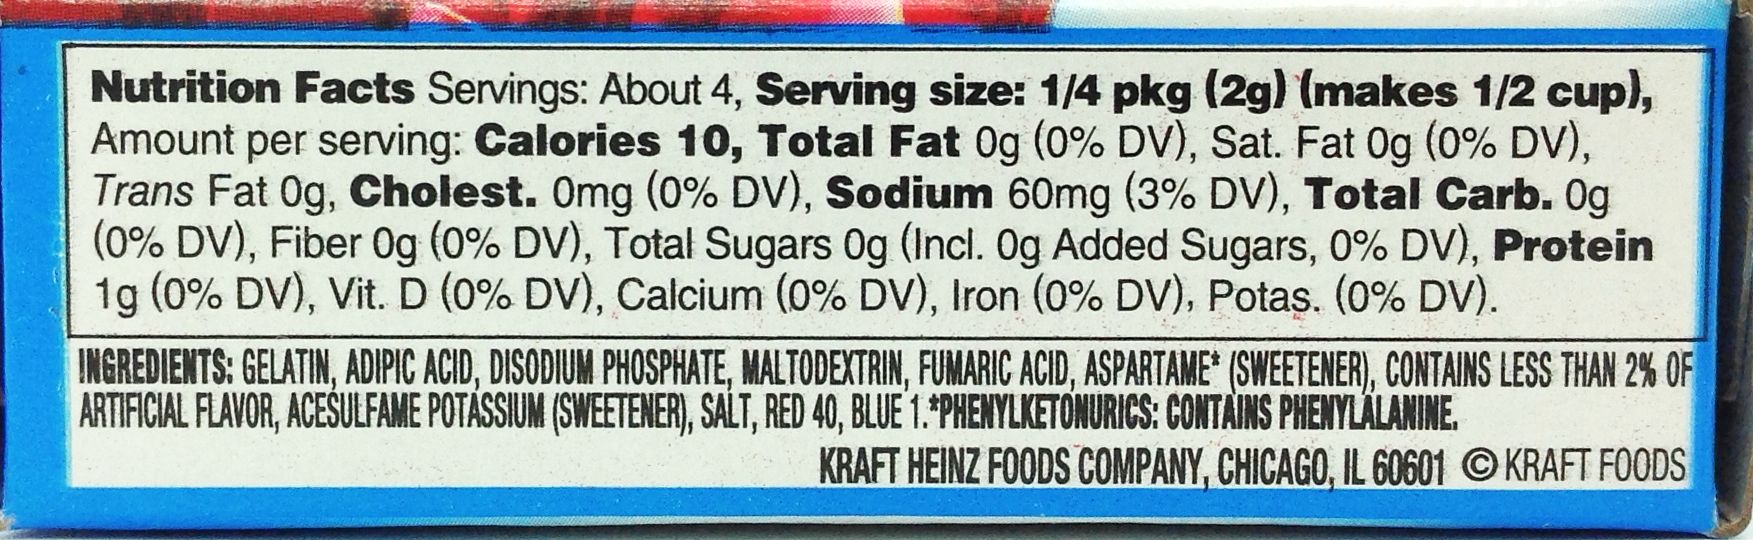 Nutrition Facts Servings: About 4, Serving size: 1/4 pkg (2g) (makes 1/2 cup),
Amount per serving: Calories 10, Total Fat 0g (0% DV), Sat. Fat 0g (0% DV),
Trans Fat 0g, Cholest. 0mg (0% DV), Sodium 60mg (3% DV), Total Carb. 0g
(0% DV), Fiber 0g (0% DV), Total Sugars 0g (Incl. 0g Added Sugars, 0% DV), Protein
1g (0% DV), Vit. D (0% DV), Calcium (0% DV), Iron (0% DV), Potas. (0% DV).
INGREDIENTS: GELATIN, ADIPIC ACID, DISODIUM PHOSPHATE, MALTODEXTRIN, FUMARIC ACID, ASPARTAME* (SWEETENER), CONTAINS LESS THAN 2% OF
ARTIFICIAL FLAVOR, ACESULFAME POTASSIUM (SWEETENER), SALT, RED 40, BLUE 1. *PHENYLKETONURICS: CONTAINS PHENYLALANINE.
KRAFT HEINZ FOODS COMPANY, CHICAGO, IL 60601 © KRAFT FOODS